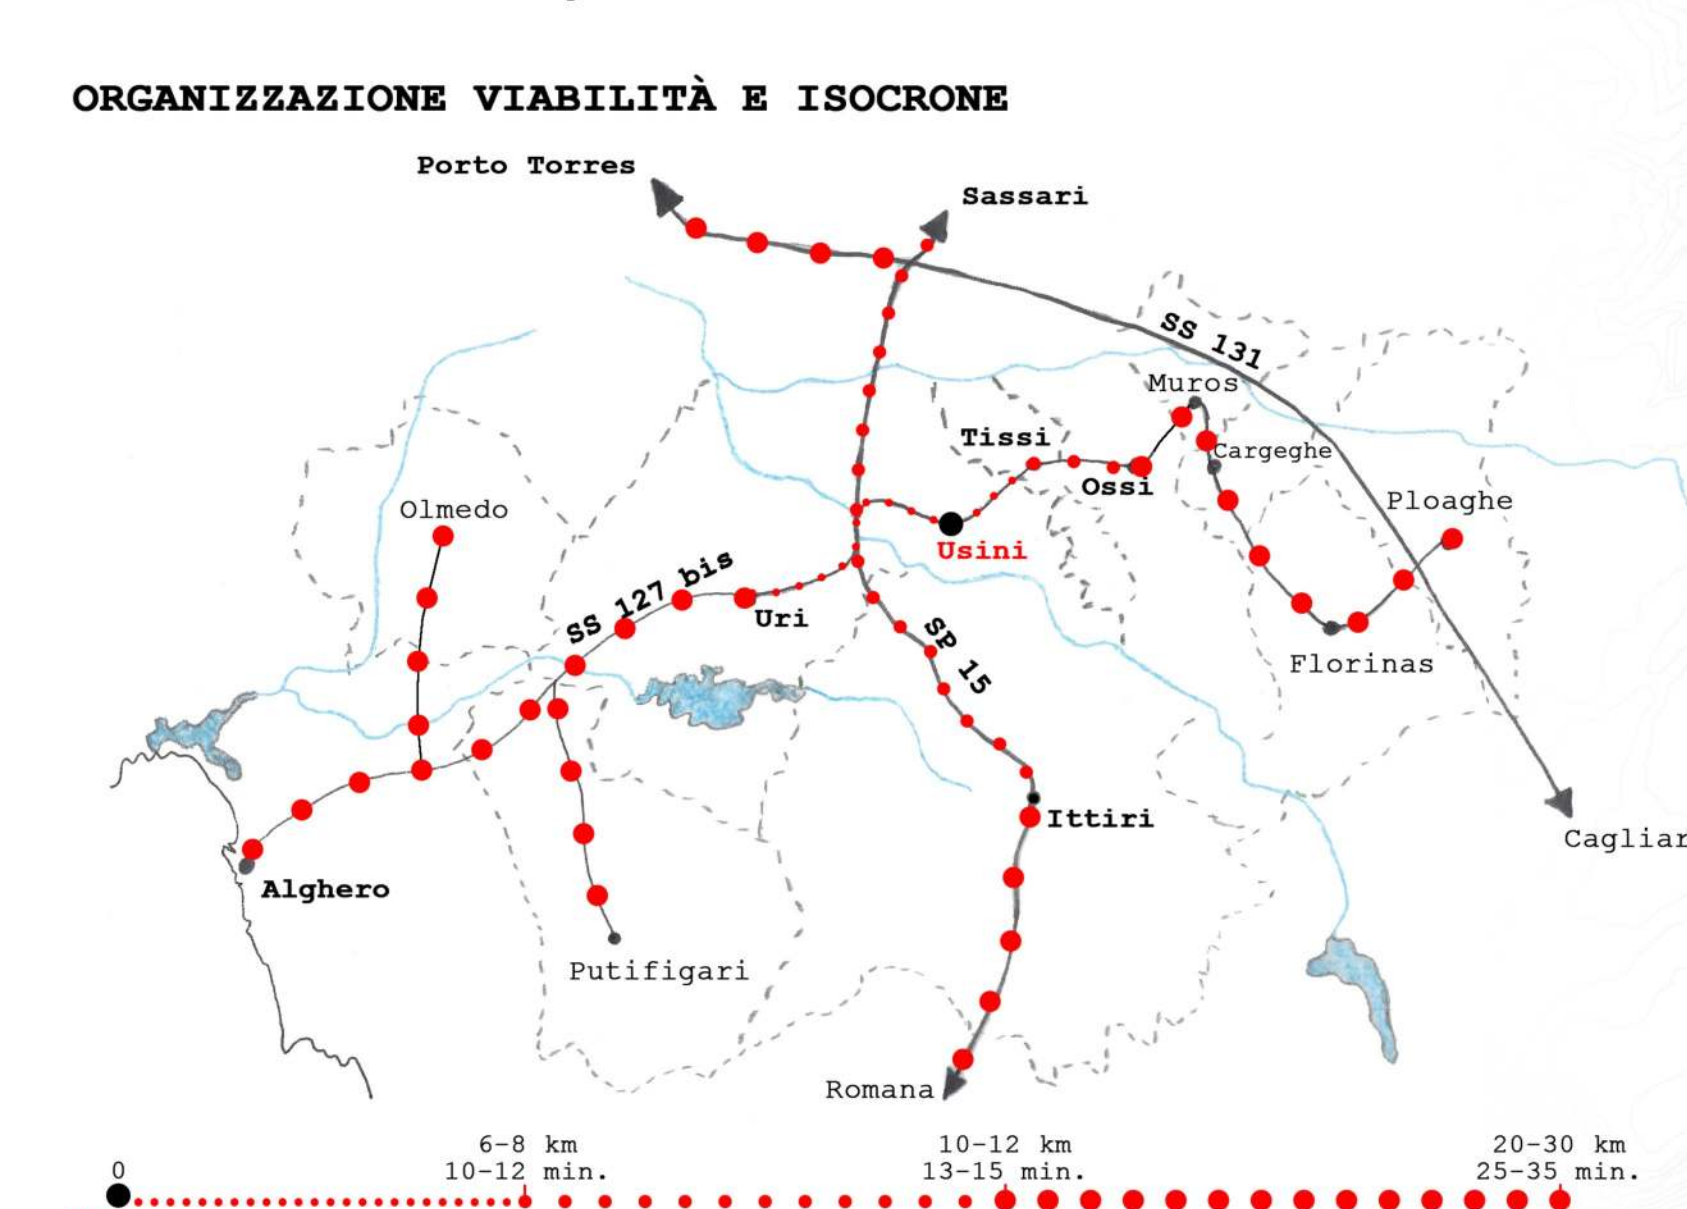 ORGANIZZAZIONE VIABILITÀ E ISOCRONE
Porto Torres
Sassari
SS 131
Muros
Tissi
Cargeghe
Ossi
Ploaghe
Olmedo
Usini
SS 127 bis
Uri
SP 15
Florinas
Ittiri
Cagliar
Alghero
Putifigari
Romana
6-8 km
10-12 km
20-30 km
0
10-12 min.
13-15 min.
25-35 min.